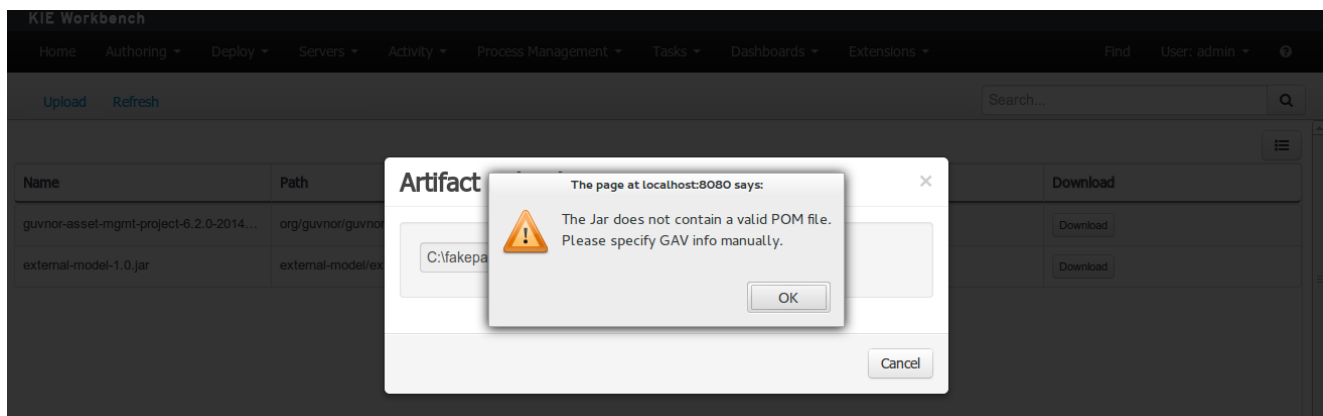 KIE Workbench
Home Authoring Deploy Servers Activity Process Management Tasks Dashboards Extensions Find User: admin
Upload Refresh Search...
Name Path Download
guvnor-asset-mgmt-project-6.2.0-2014... org/guvnor/guvnor Download
external-model-1.0.jar external-model/ex Download
Artifact
The page at localhost:8080 says:
The Jar does not contain a valid POM file.
Please specify GAV info manually.
C:\fakepa
OK
Cancel